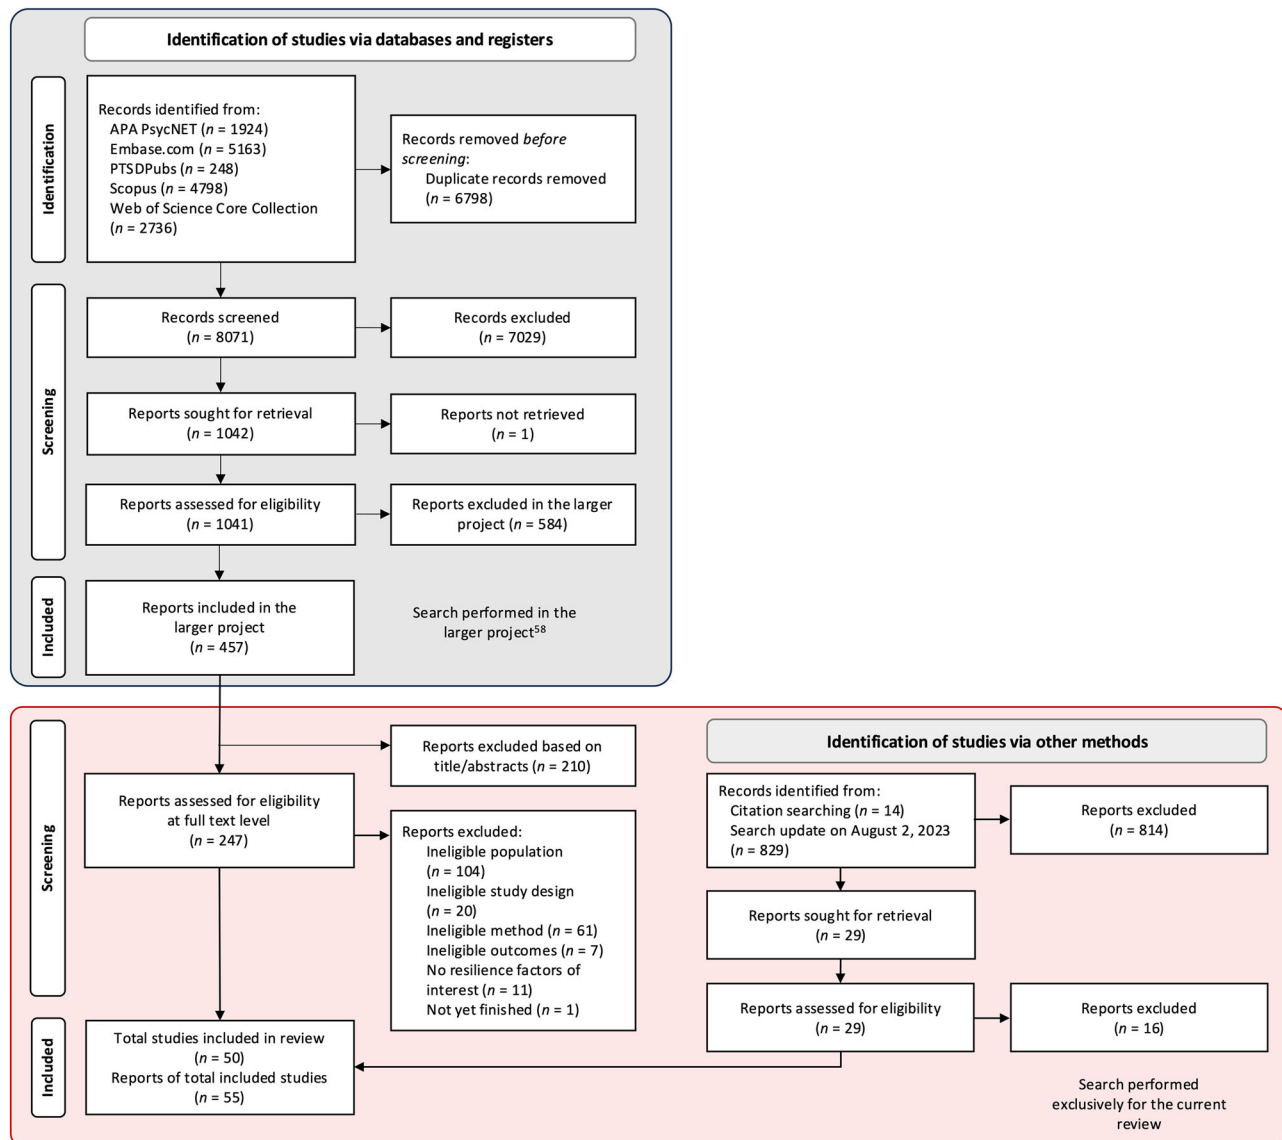 Identification of studies via databases and registers
Identification
Records identified from:
APA PsycNET (n = 1924)
Embase.com (n = 5163)
PTSDPubs (n = 248)
Scopus (n = 4798)
Web of Science Core Collection
(n = 2736)
Records removed before
screening:
Duplicate records removed
(n = 6798)
Screening
Records screened
(n = 8071)
Records excluded
(n = 7029)
Reports sought for retrieval
(n = 1042)
Reports not retrieved
(n = 1)
Reports assessed for eligibility
(n = 1041)
Reports excluded in the larger
project (n = 584)
Included
Reports included in the
larger project
(n = 457)
Search performed in the
larger project58
Screening
Reports excluded based on
title/abstracts (n = 210)
Reports assessed for eligibility
at full text level
(n = 247)
Reports excluded:
Ineligible population
(n = 104)
Ineligible study design
(n = 20)
Ineligible method (n = 61)
Ineligible outcomes (n = 7)
No resilience factors of
interest (n = 11)
Not yet finished (n = 1)
Identification of studies via other methods
Records identified from:
Citation searching (n = 14)
Search update on August 2, 2023
(n = 829)
Reports excluded
(n = 814)
Reports sought for retrieval
(n = 29)
Reports assessed for eligibility
(n = 29)
Reports excluded
(n = 16)
Included
Total studies included in review
(n = 50)
Reports of total included studies
(n = 55)
Search performed
exclusively for the current
review